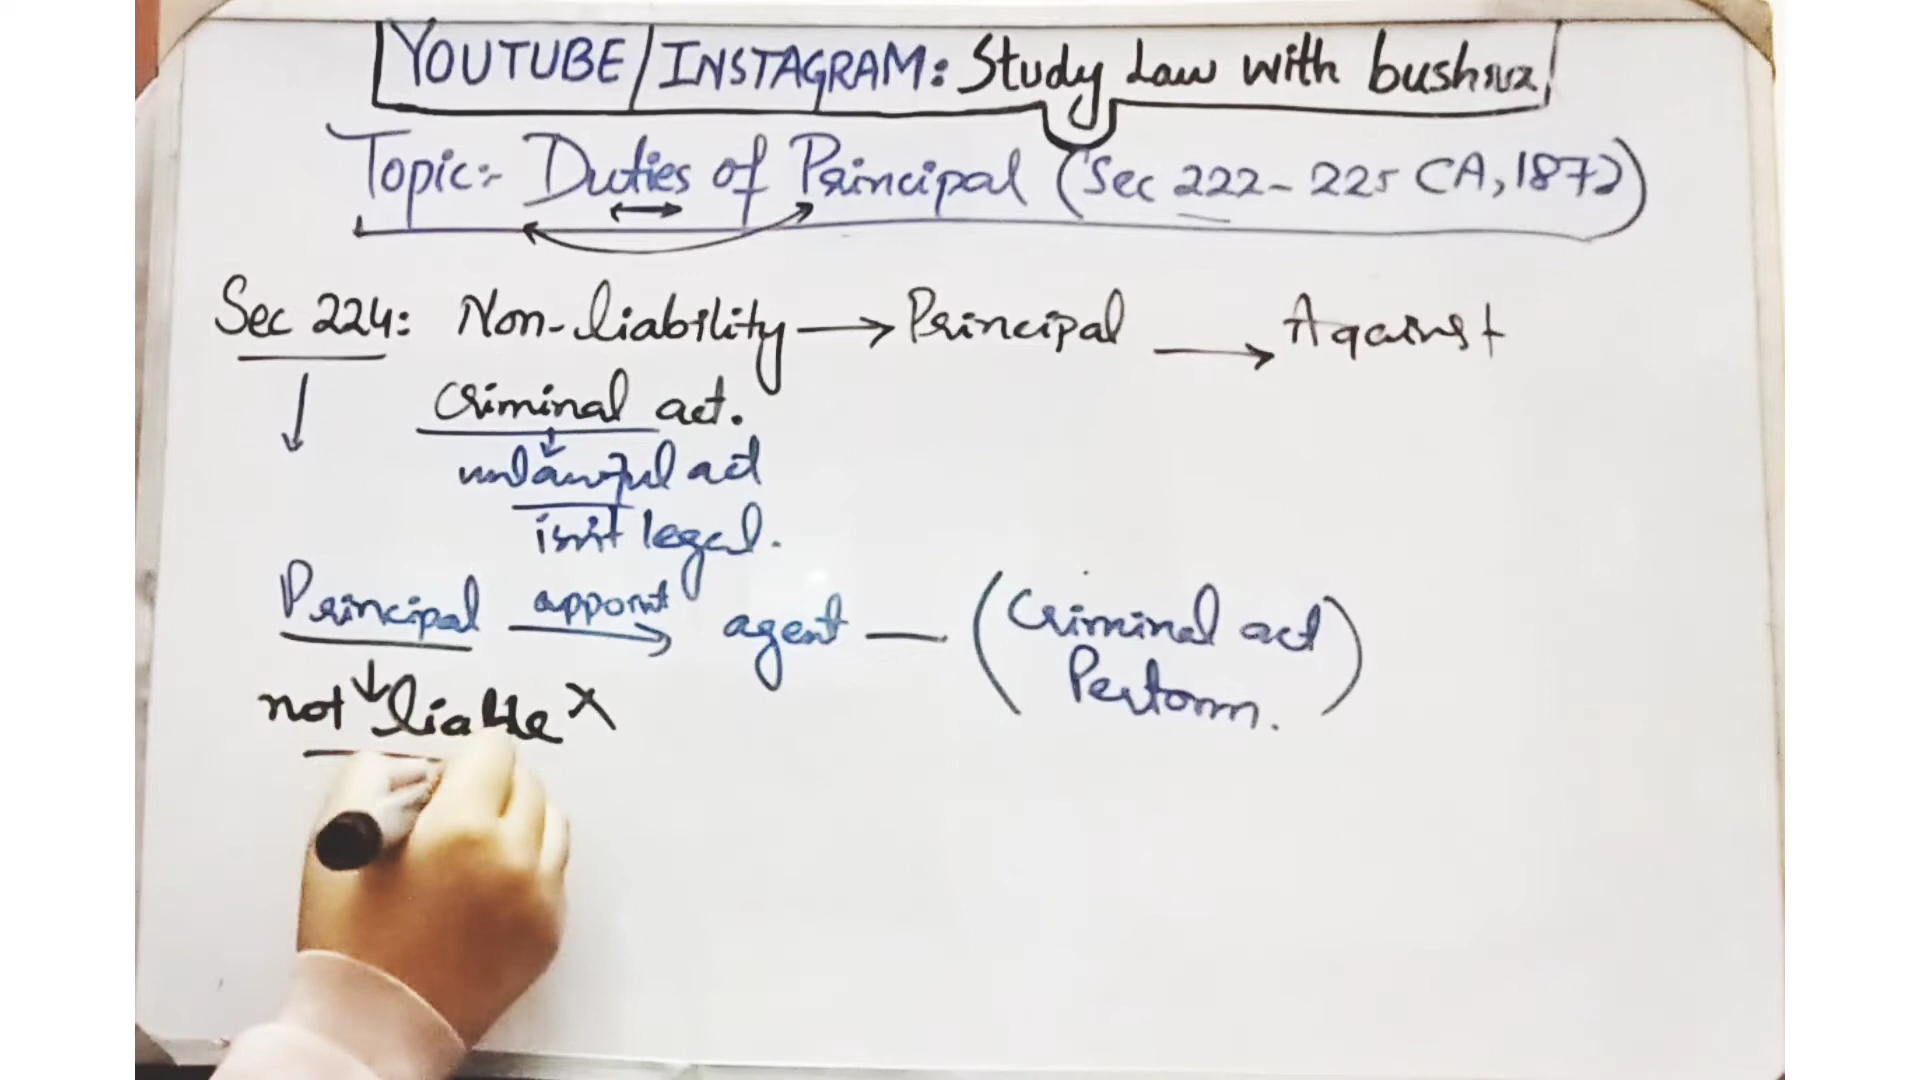 YOUTUBE/INSTAGRAM: Study Law with bushra
Topic:- Duties of Principal (Sec 222-225 CA, 1872)
Sec 224: Non-liability → Principal → Against
Criminal act.
unlawful act
isn't legal.
Principal appoint agent — (Criminal act
Perform.)
not liable X